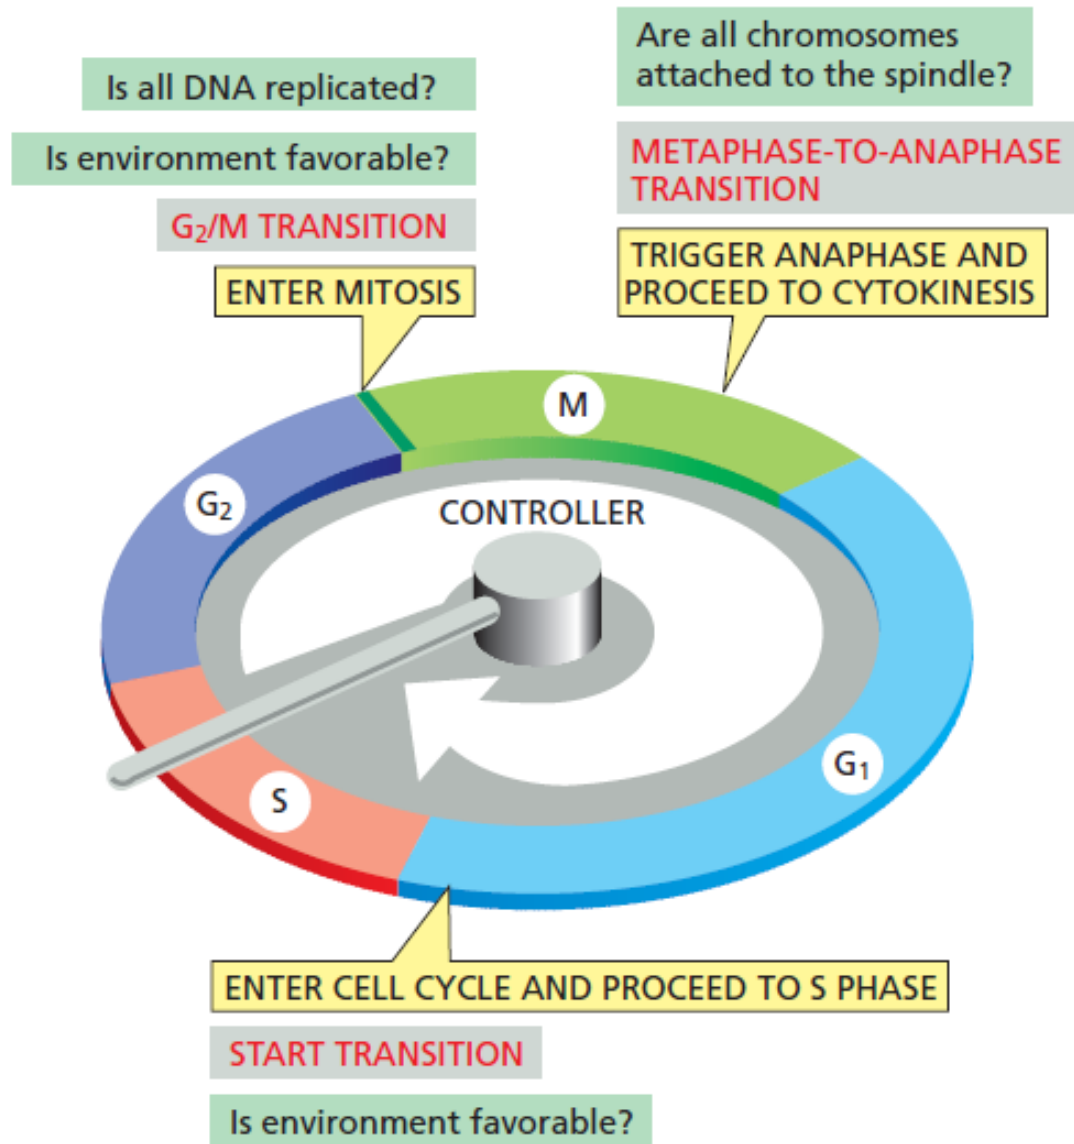 Is all DNA replicated?
Is environment favorable?
G₂/M TRANSITION
ENTER MITOSIS
Are all chromosomes
attached to the spindle?
METAPHASE-TO-ANAPHASE
TRANSITION
TRIGGER ANAPHASE AND
PROCEED TO CYTOKINESIS
M
G₂
CONTROLLER
G₁
S
ENTER CELL CYCLE AND PROCEED TO S PHASE
START TRANSITION
Is environment favorable?